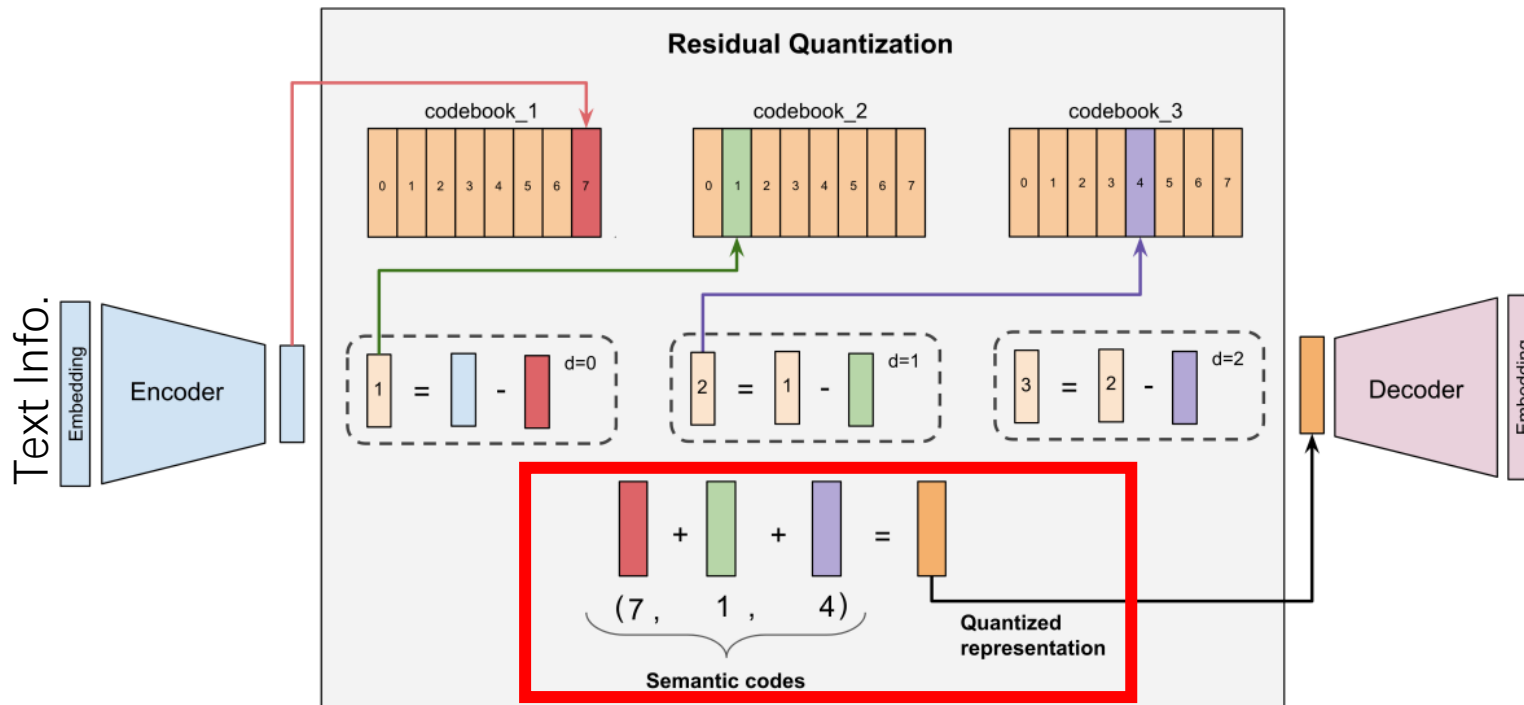 Residual Quantization
codebook_1 codebook_2 codebook_3
0 1 2 3 4 5 6 7 0 1 2 3 4 5 6 7 0 1 2 3 4 5 6 7
Text Info.
Embedding
Encoder
1 = - d=0
2 = 1 - d=1
3 = 2 - d=2
Decoder
Embedding
+ + =
(7, 1, 4)
Quantized
representation
Semantic codes